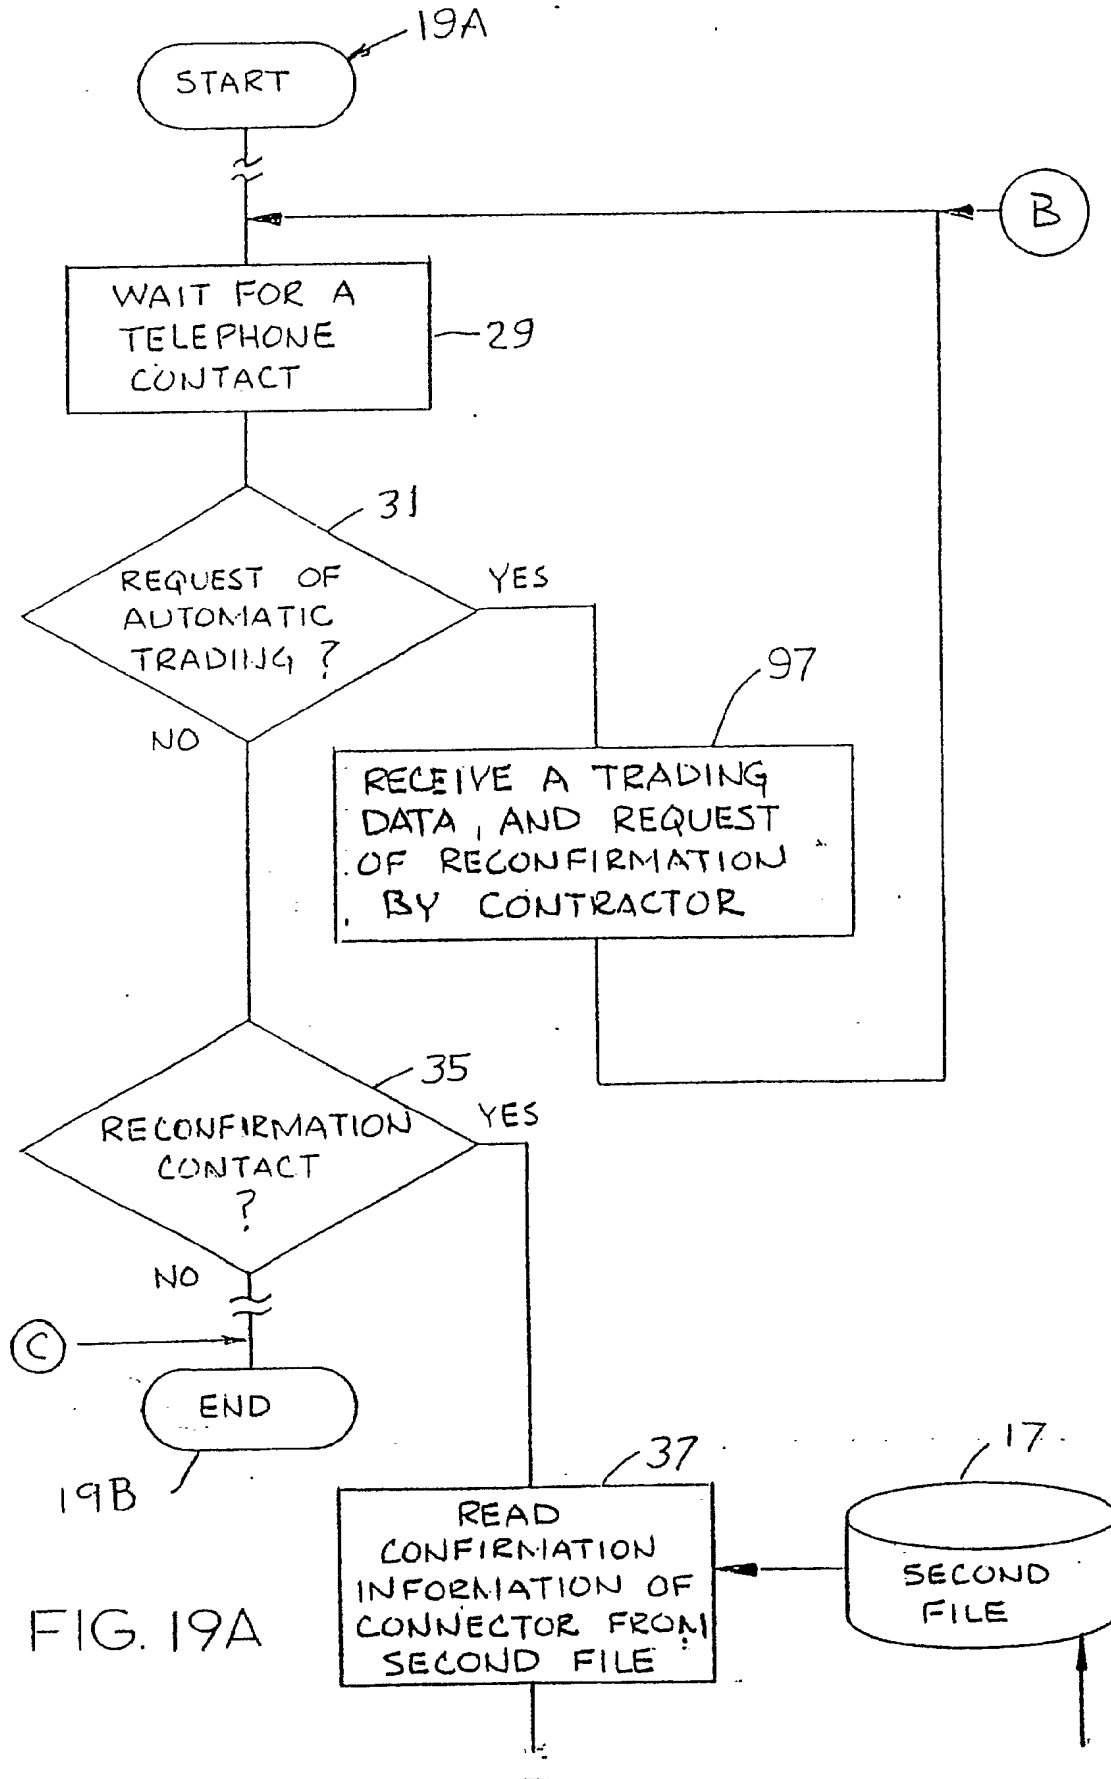 19A
START
B
WAIT FOR A
TELEPHONE
CONTACT
29
31
REQUEST OF
AUTOMATIC
TRADING ?
YES
NO
97
RECEIVE A TRADING
DATA, AND REQUEST
OF RECONFIRMATION
BY CONTRACTOR
35
RECONFIRMATION
CONTACT
?
YES
NO
C
END
19B
37
READ
CONFIRMATION
INFORMATION OF
CONNECTOR FROM
SECOND FILE
17
SECOND
FILE
FIG. 19A